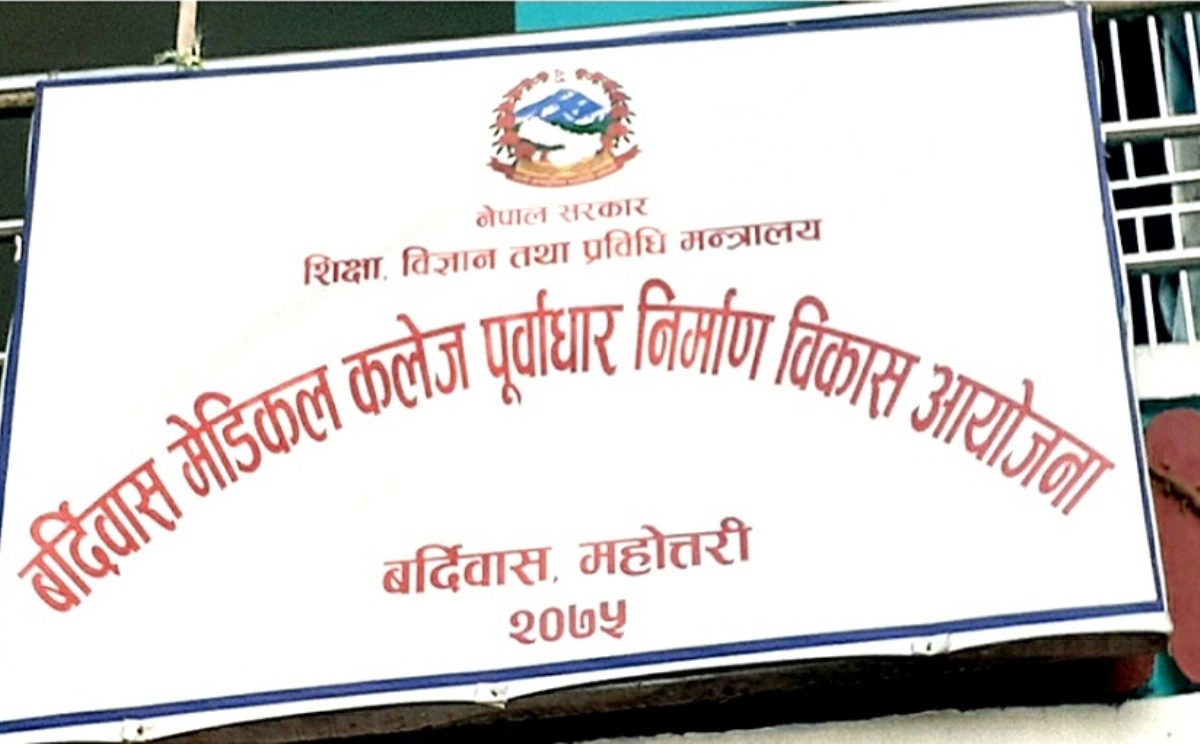 नेपाल सरकार
शिक्षा, विज्ञान तथा प्रविधि मन्त्रालय
बर्दिवास मेडिकल कलेज पूर्वाधार निर्माण विकास आयोजना
बर्दिवास, महोत्तरी
२०७५